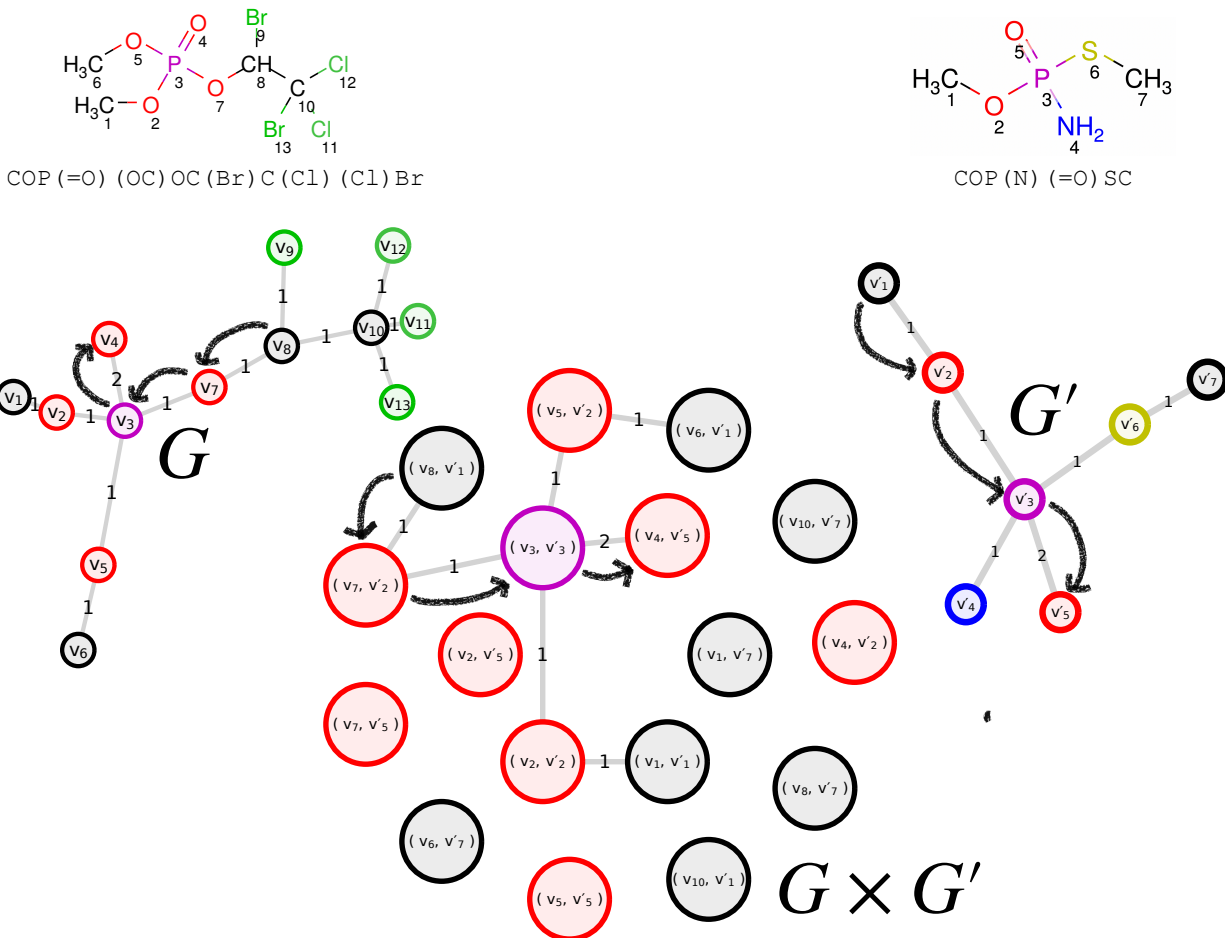 Br
9
O
4
O
5
H₃C
6
P
3
CH
8
Cl
12
O
7
C
10
H₃C
1
O
2
Br
13
Cl
11
COP(=O)(OC)OC(Br)C(Cl)(Cl)Br
O
5
S
6
H₃C
1
P
3
CH₃
7
O
2
NH₂
4
COP(N)(=O)SC
v₉
v₁₂
1
1
v₄
v₈
1
v₁₀
1
v₁₁
2
v₇
1
1
v₁
1
v₂
1
v₃
1
v₁₃
G
1
v₅
1
v₆
v′₁
1
v′₂
G′
v′₇
1
v′₆
1
1
v′₃
1
2
v′₄
v′₅
( v₅, v′₂ )
1
( v₆, v′₁ )
( v₈, v′₁ )
1
1
( v₁₀, v′₇ )
( v₃, v′₃ )
2
( v₄, v′₅ )
1
( v₇, v′₂ )
( v₂, v′₅ )
1
( v₁, v′₇ )
( v₄, v′₂ )
( v₇, v′₅ )
( v₂, v′₂ )
1
( v₁, v′₁ )
( v₈, v′₇ )
( v₆, v′₇ )
( v₁₀, v′₁ )
( v₅, v′₅ )
G × G′